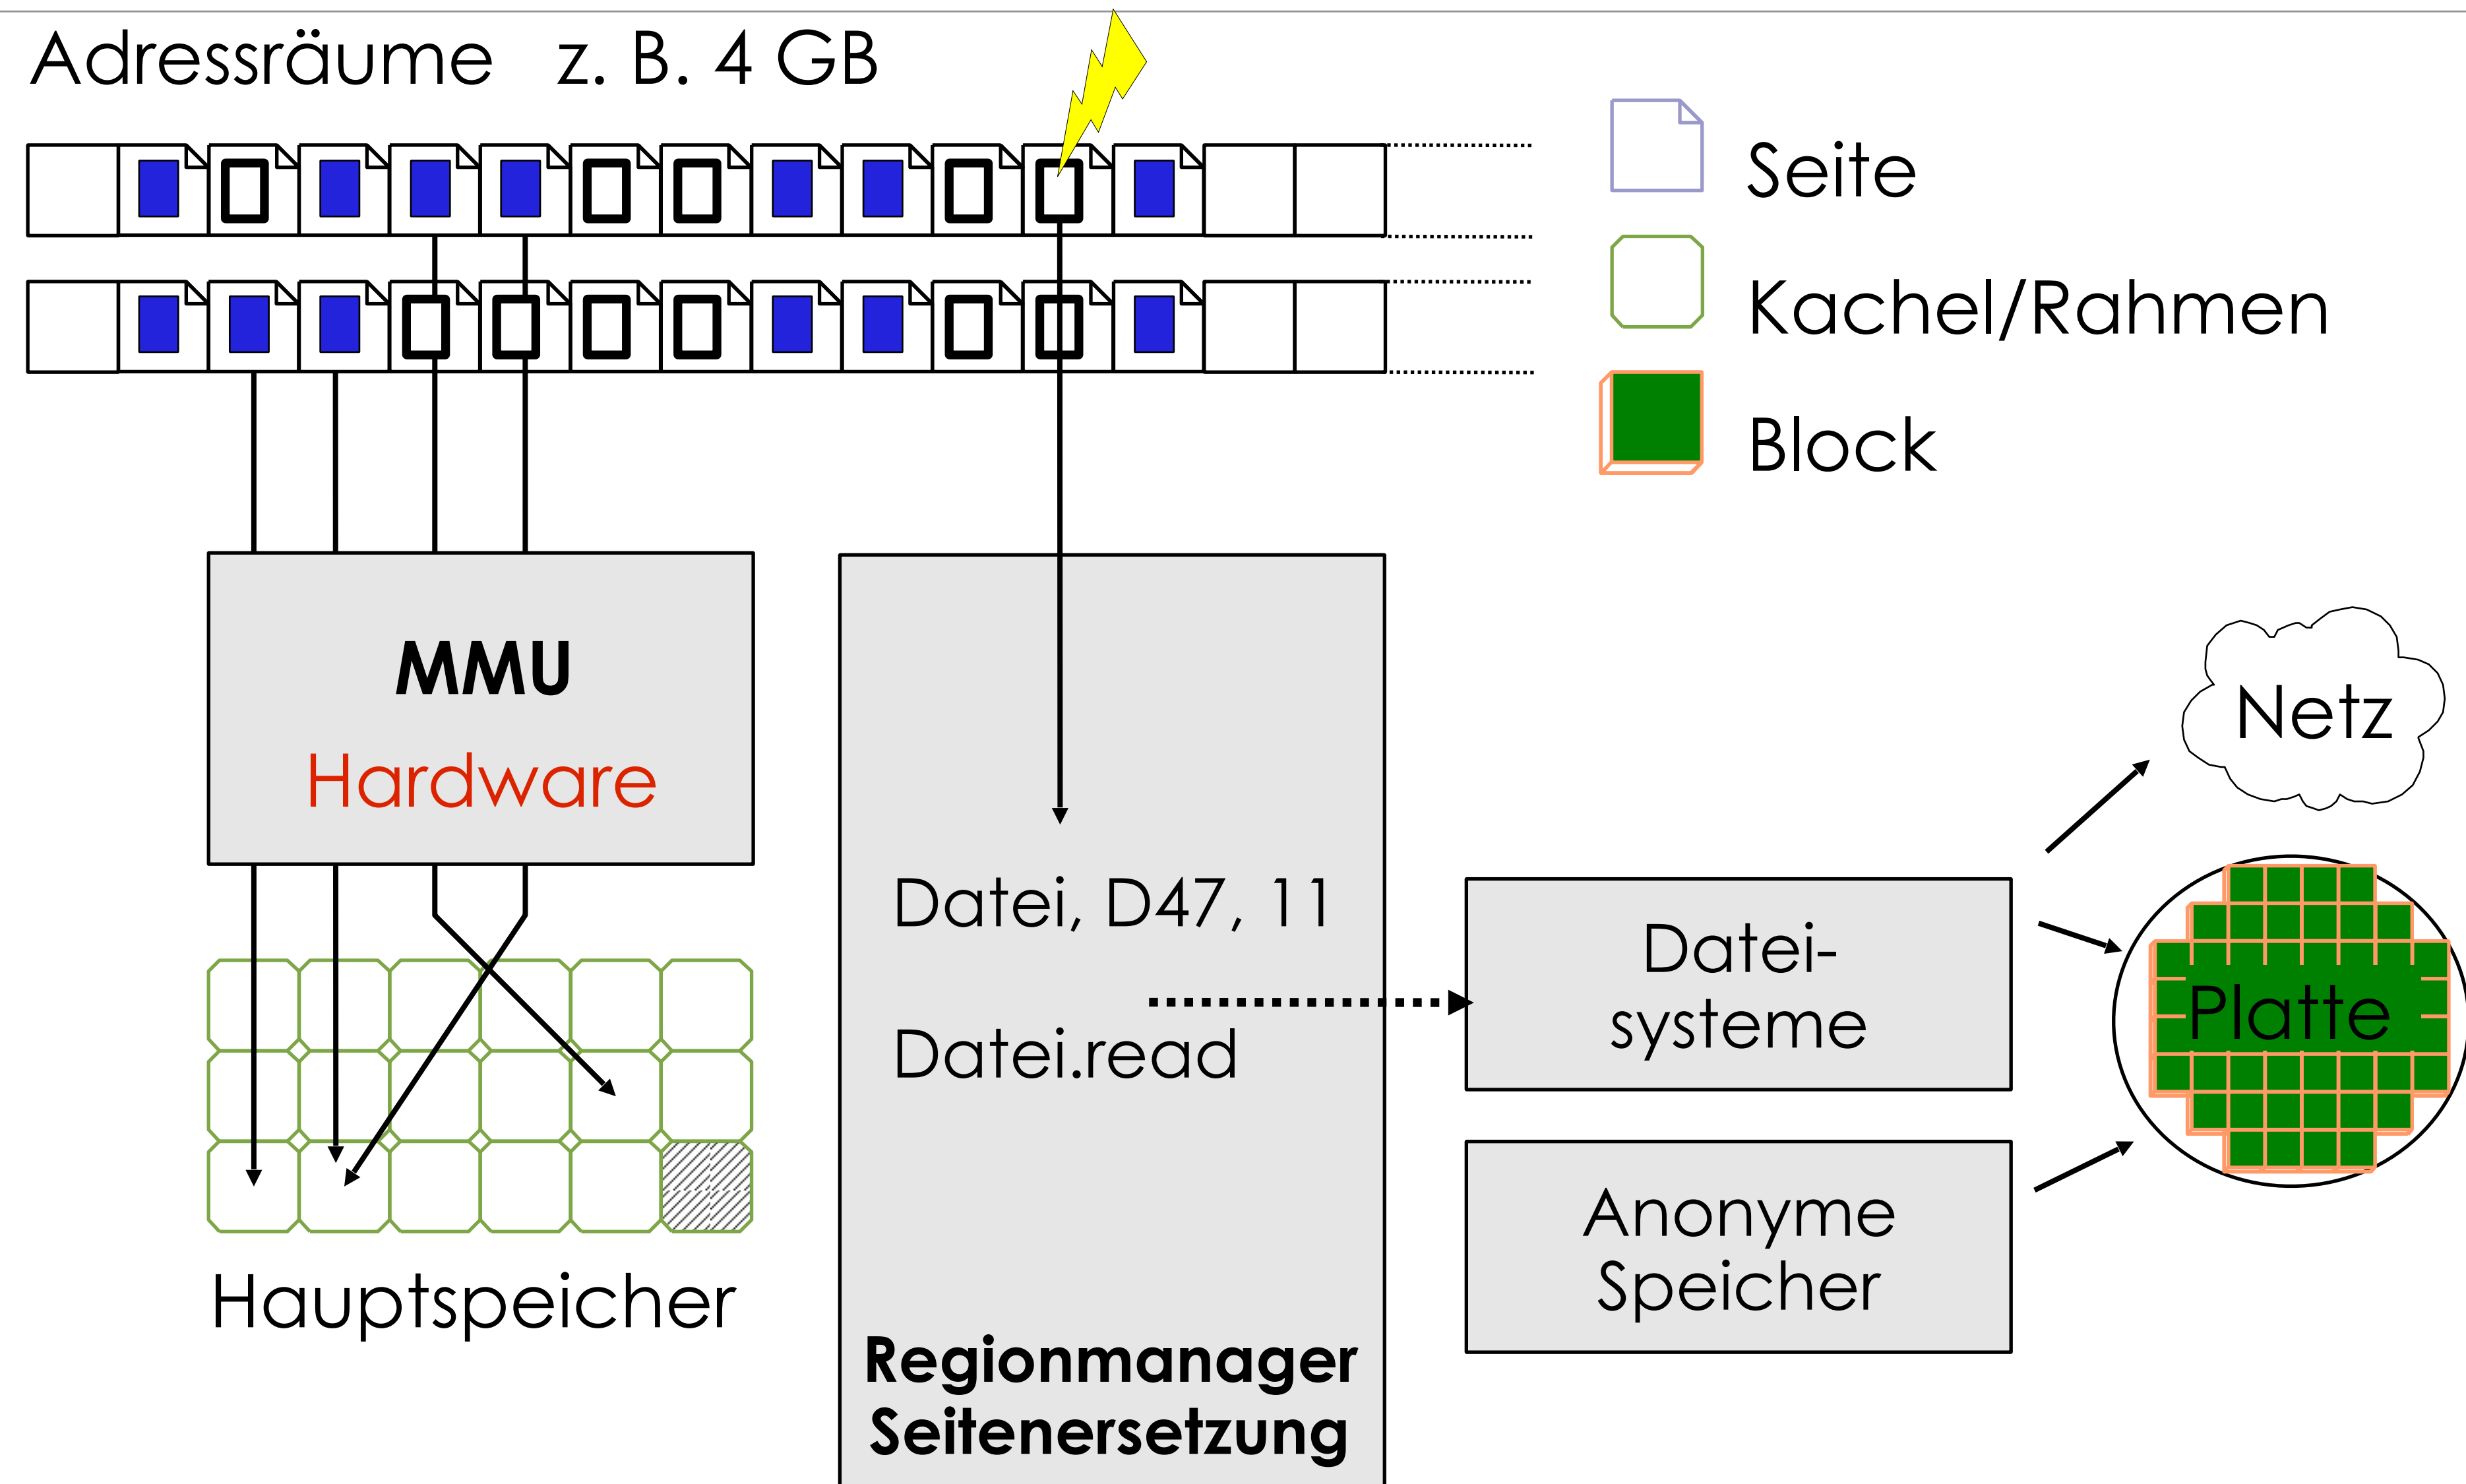 Adressräume z. B. 4 GB
Seite
Kachel/Rahmen
Block
MMU
Hardware
Hauptspeicher
Datei, D47, 11
Datei.read
Regionmanager
Seitenersetzung
Datei-
systeme
Anonyme
Speicher
Netz
Platte